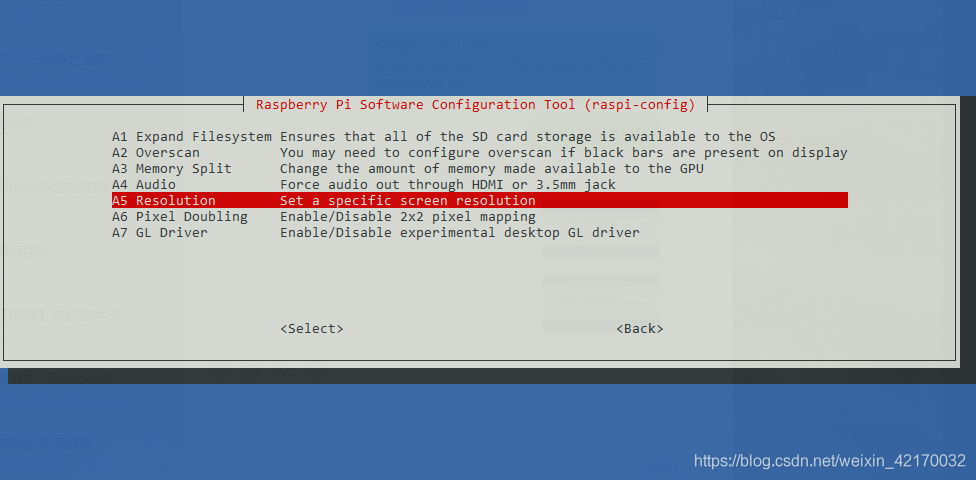 Raspberry Pi Software Configuration Tool (raspi-config)
A1 Expand Filesystem Ensures that all of the SD card storage is available to the OS
A2 Overscan You may need to configure overscan if black bars are present on display
A3 Memory Split Change the amount of memory made available to the GPU
A4 Audio Force audio out through HDMI or 3.5mm jack
A5 Resolution Set a specific screen resolution
A6 Pixel Doubling Enable/Disable 2x2 pixel mapping
A7 GL Driver Enable/Disable experimental desktop GL driver
<Select> <Back>
https://blog.csdn.net/weixin_42170032